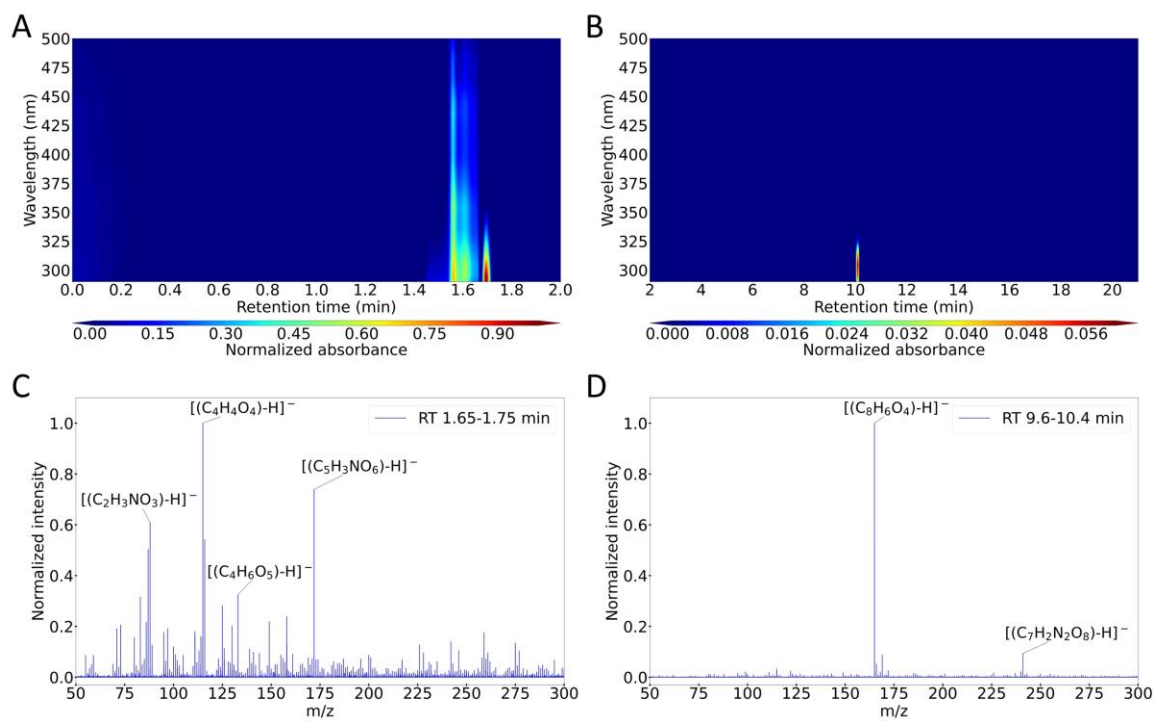 A
B
500
475
450
425
400
375
350
325
300
Wavelength (nm)
0.0 0.2 0.4 0.6 0.8 1.0 1.2 1.4 1.6 1.8 2.0
Retention time (min)
0.00 0.15 0.30 0.45 0.60 0.75 0.90
Normalized absorbance
500
475
450
425
400
375
350
325
300
Wavelength (nm)
2 4 6 8 10 12 14 16 18 20
Retention time (min)
0.000 0.008 0.016 0.024 0.032 0.040 0.048 0.056
Normalized absorbance
C
[(C₄H₄O₄)-H]⁻
RT 1.65-1.75 min
[(C₅H₃NO₆)-H]⁻
[(C₂H₃NO₃)-H]⁻
[(C₄H₆O₅)-H]⁻
1.0
0.8
0.6
0.4
0.2
0.0
Normalized intensity
50 75 100 125 150 175 200 225 250 275 300
m/z
D
[(C₈H₆O₄)-H]⁻
RT 9.6-10.4 min
[(C₇H₂N₂O₈)-H]⁻
1.0
0.8
0.6
0.4
0.2
0.0
Normalized intensity
50 75 100 125 150 175 200 225 250 275 300
m/z